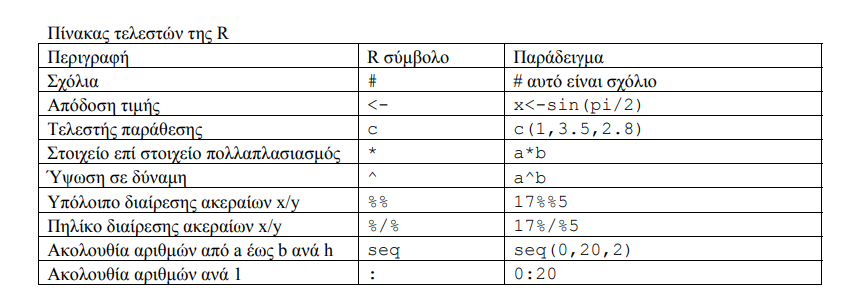 Πίνακας τελεστών της R
Περιγραφή R σύμβολο Παράδειγμα
Σχόλια # # αυτό είναι σχόλιο
Απόδοση τιμής <- x<-sin(pi/2)
Τελεστής παράθεσης c c(1,3.5,2.8)
Στοιχείο επί στοιχείο πολλαπλασιασμός * a*b
Ύψωση σε δύναμη ^ a^b
Υπόλοιπο διαίρεσης ακεραίων x/y %% 17%%5
Πηλίκο διαίρεσης ακεραίων x/y %/% 17%/%5
Ακολουθία αριθμών από a έως b ανά h seq seq(0,20,2)
Ακολουθία αριθμών ανά 1 : 0:20